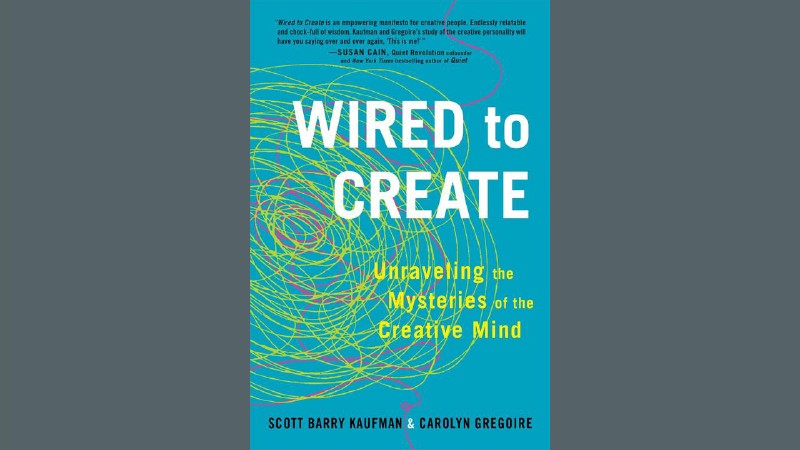 "Wired to Create is an empowering manifesto for creative people. Endlessly relatable
and chock-full of wisdom, Kaufman and Gregoire's study of the creative personality will
have you saying over and over again, 'This is me!'"
—SUSAN CAIN, Quiet Revolution cofounder
and New York Times bestselling author of Quiet
WIRED to
CREATE
Unraveling the
Mysteries of the
Creative Mind
SCOTT BARRY KAUFMAN & CAROLYN GREGOIRE